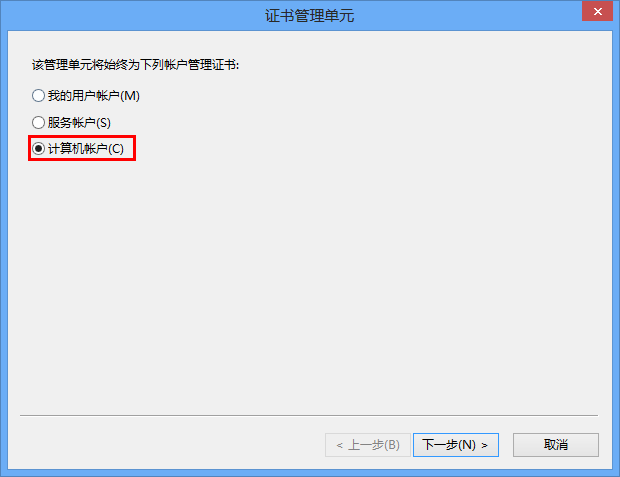 证书管理单元
该管理单元将始终为下列帐户管理证书:
我的用户帐户(M)
服务帐户(S)
计算机帐户(C)
< 上一步(B) 下一步(N) > 取消